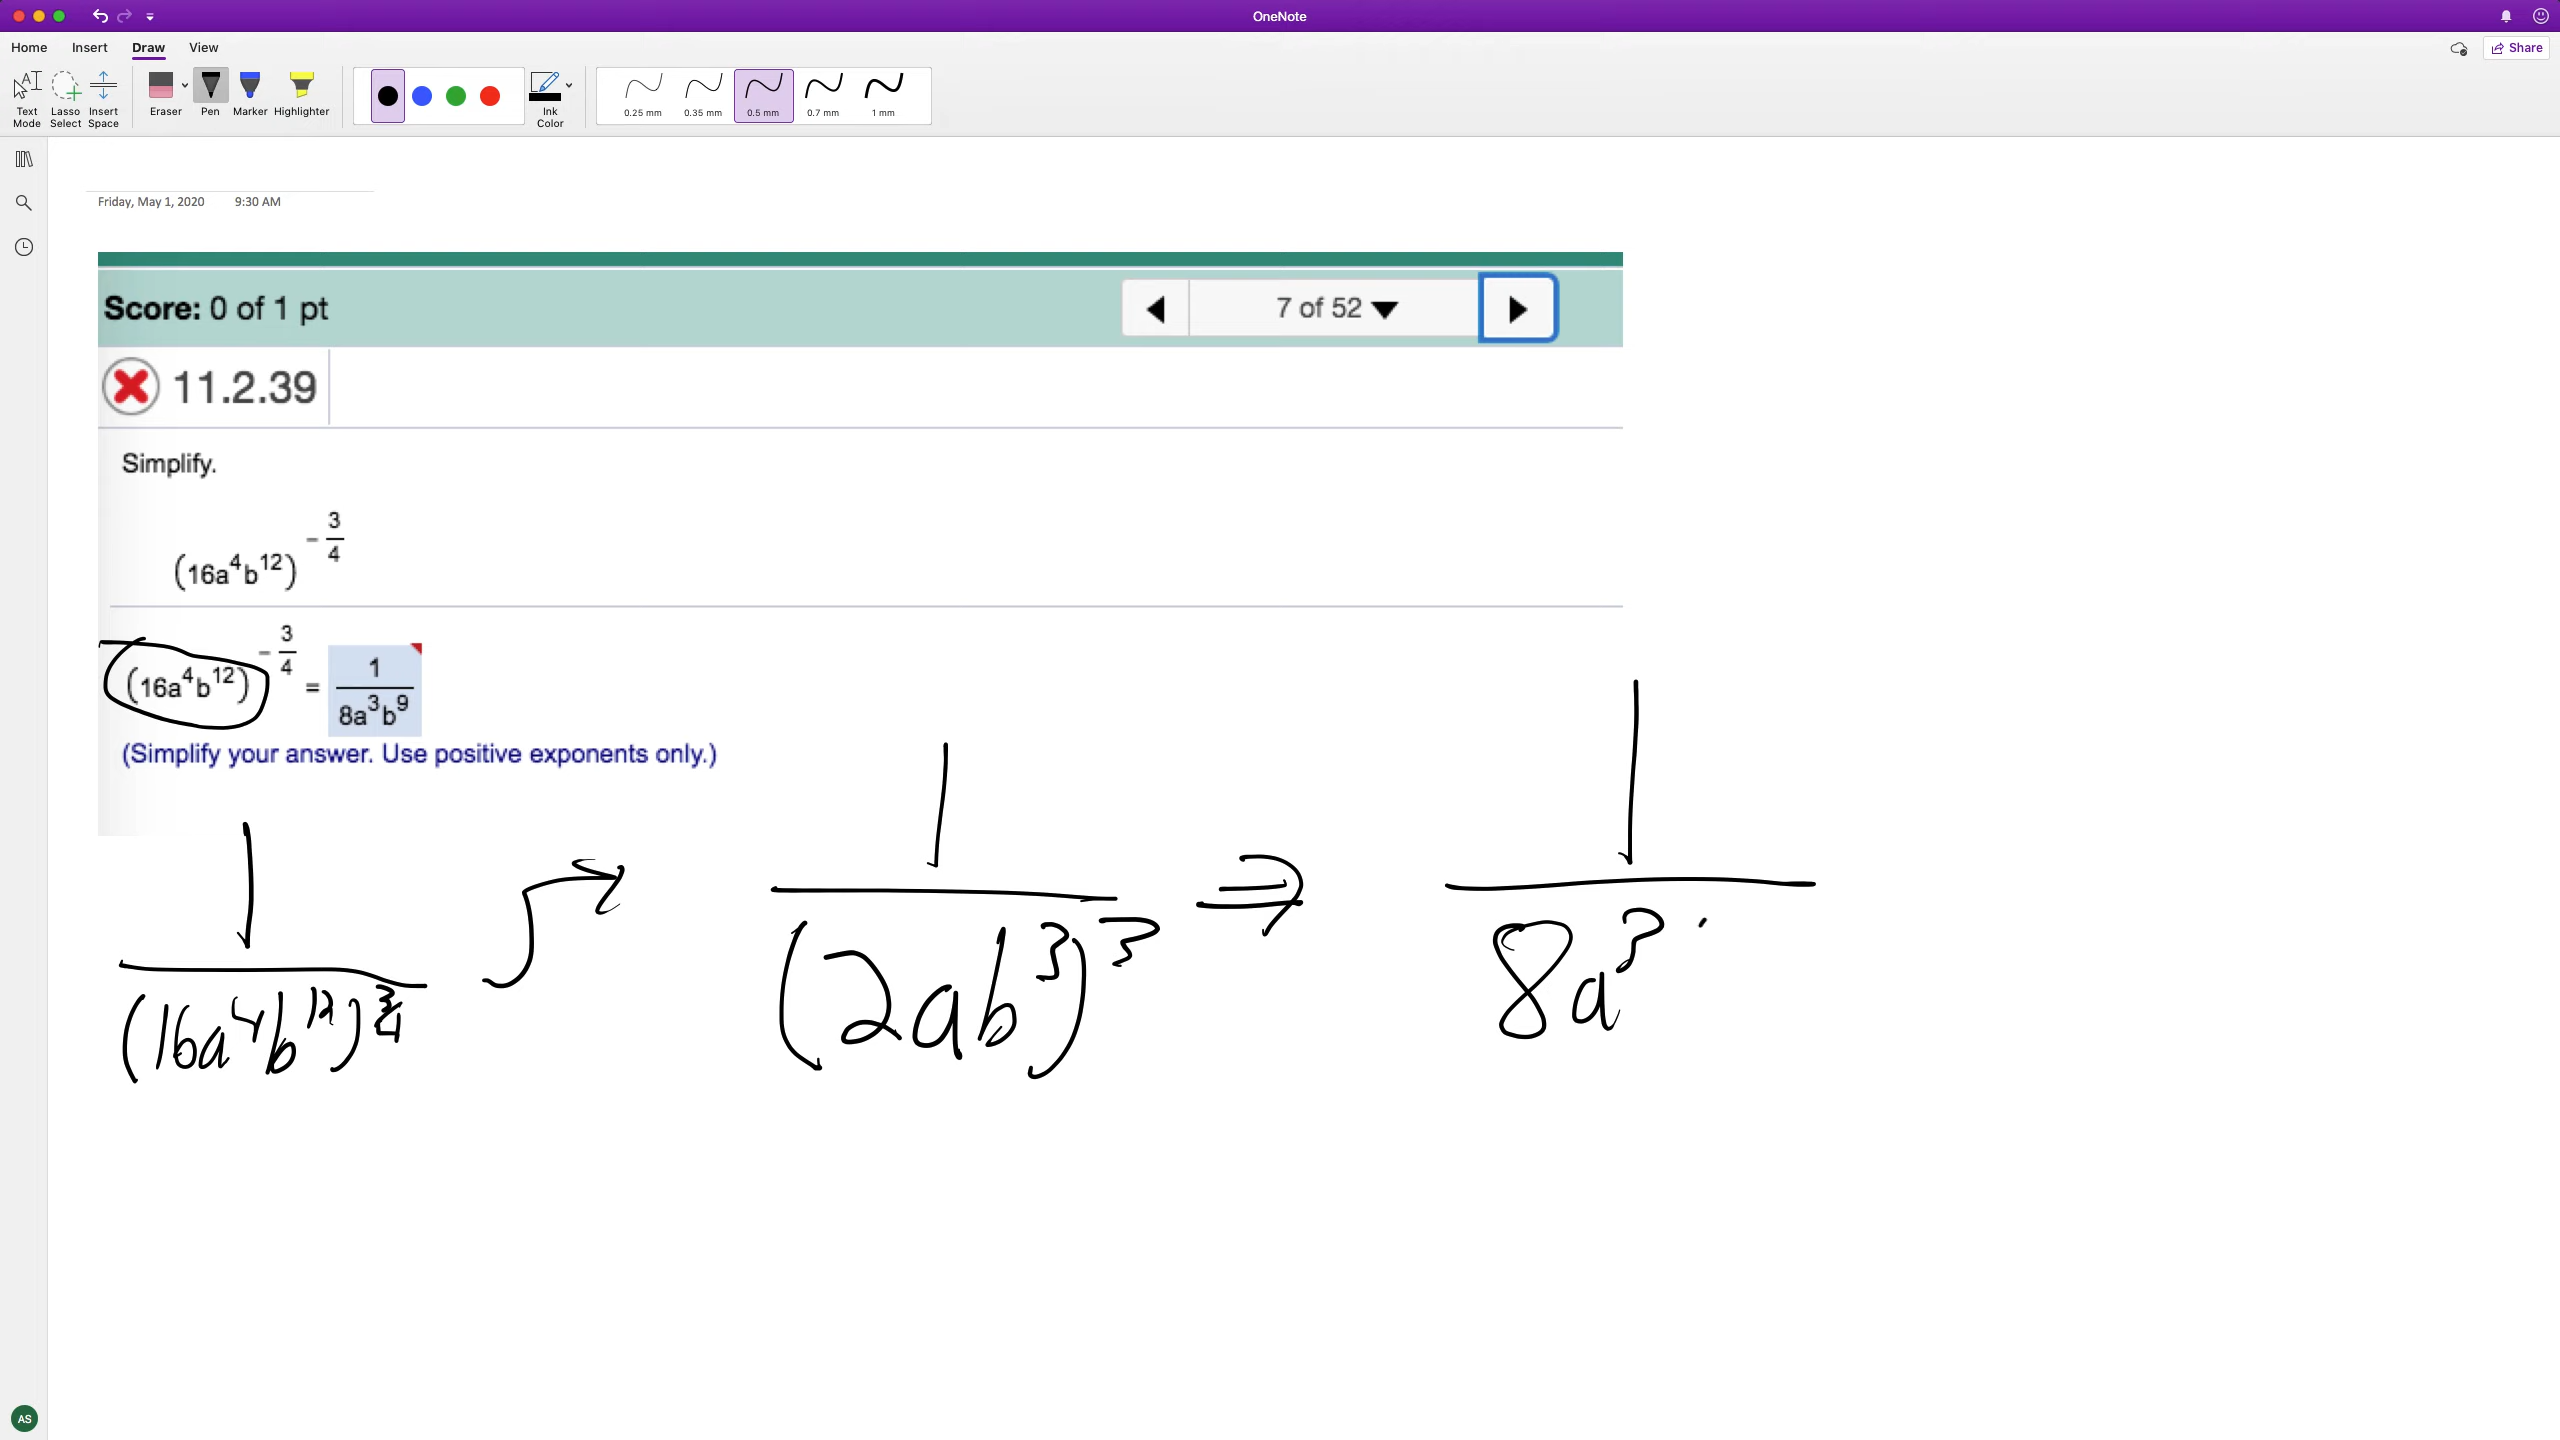 OneNote
Home Insert Draw View Share
Text Mode Lasso Select Insert Space Eraser Pen Marker Highlighter Ink Color 0.25 mm 0.35 mm 0.5 mm 0.7 mm 1 mm
Friday, May 1, 2020 9:30 AM
Score: 0 of 1 pt 7 of 52
11.2.39
Simplify.
(16a⁴b¹²)^(-3/4)
(16a⁴b¹²)^(-3/4) = 1/(8a³b⁹)
(Simplify your answer. Use positive exponents only.)
1/(16a⁴b¹²)^(3/4) → 1/(2ab³)³ ⇒ 1/8a³
AS